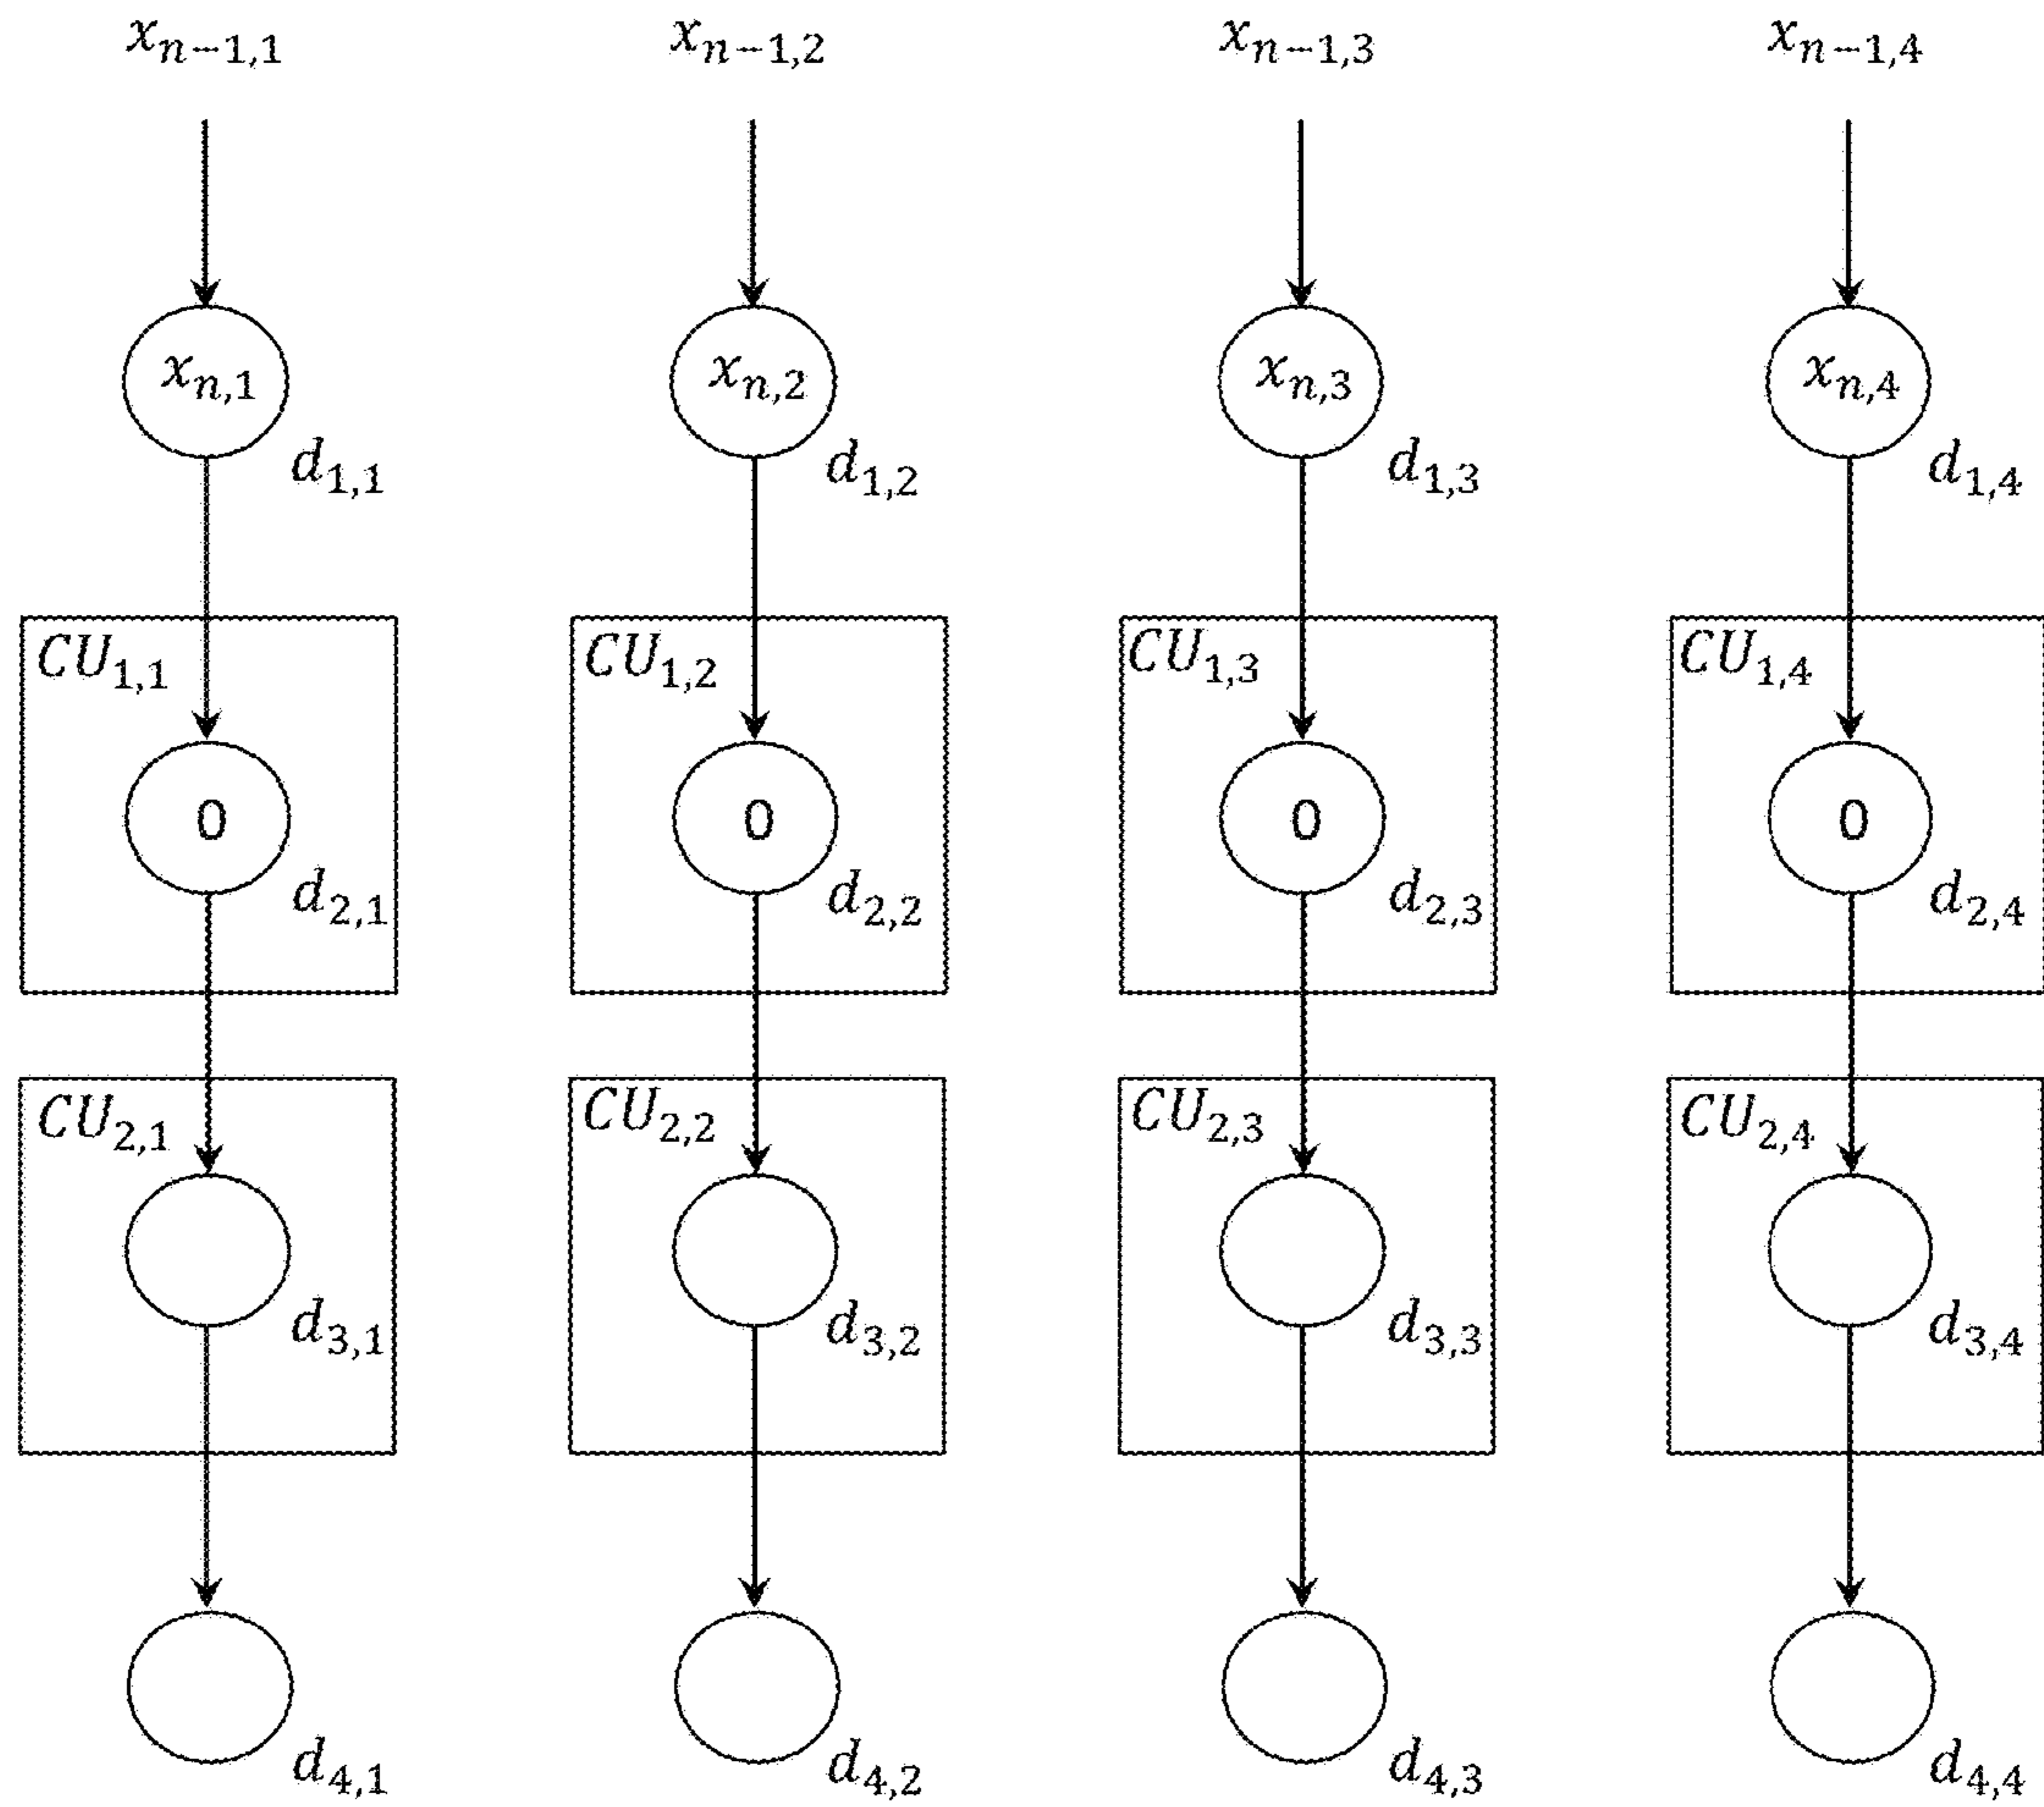 x_{n-1,1} x_{n-1,2} x_{n-1,3} x_{n-1,4}
x_{n,1} x_{n,2} x_{n,3} x_{n,4}
d_{1,1} d_{1,2} d_{1,3} d_{1,4}
CU_{1,1} CU_{1,2} CU_{1,3} CU_{1,4}
0 0 0 0
d_{2,1} d_{2,2} d_{2,3} d_{2,4}
CU_{2,1} CU_{2,2} CU_{2,3} CU_{2,4}
d_{3,1} d_{3,2} d_{3,3} d_{3,4}
d_{4,1} d_{4,2} d_{4,3} d_{4,4}